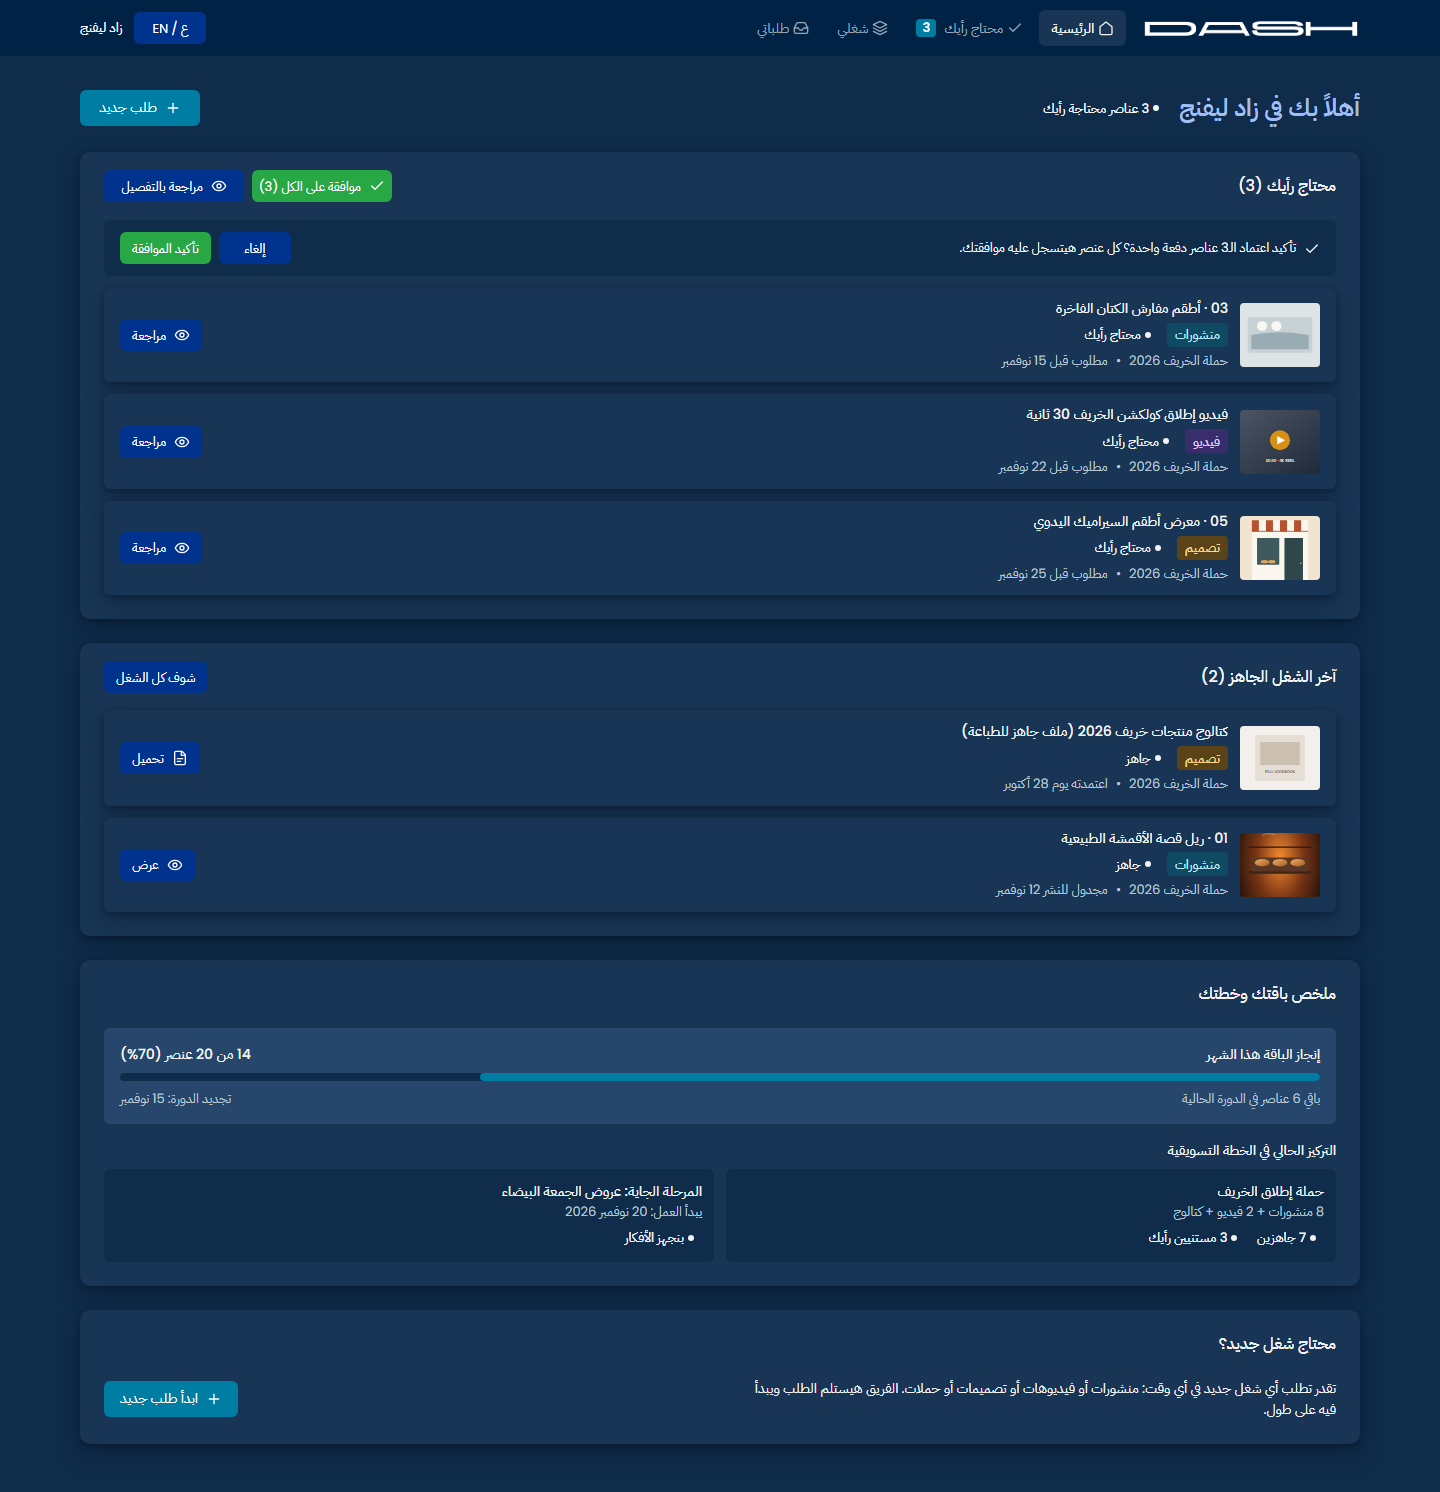 DASH
الرئيسية
محتاج رأيك 3
شغلي
طلباتي
ع / EN
زاد ليفنج
أهلاً بك في زاد ليفنج
3 عناصر محتاجة رأيك
طلب جديد
محتاج رأيك (3)
موافقة على الكل (3)
مراجعة بالتفصيل
تأكيد اعتماد الـ3 عناصر دفعة واحدة؟ كل عنصر هيتسجل عليه موافقتك.
إلغاء
تأكيد الموافقة
03 · أطقم مفارش الكتان الفاخرة
منشورات
محتاج رأيك
حملة الخريف 2026 • مطلوب قبل 15 نوفمبر
مراجعة
فيديو إطلاق كولكشن الخريف 30 ثانية
فيديو
محتاج رأيك
حملة الخريف 2026 • مطلوب قبل 22 نوفمبر
مراجعة
05 · معرض أطقم السيراميك اليدوي
تصميم
محتاج رأيك
حملة الخريف 2026 • مطلوب قبل 25 نوفمبر
مراجعة
آخر الشغل الجاهز (2)
شوف كل الشغل
كتالوج منتجات خريف 2026 (ملف جاهز للطباعة)
تصميم
جاهز
حملة الخريف 2026 • اعتمدته يوم 28 أكتوبر
تحميل
01 · ريل قصة الأقمشة الطبيعية
منشورات
جاهز
حملة الخريف 2026 • مجدول للنشر 12 نوفمبر
عرض
ملخص باقتك وخطتك
إنجاز الباقة هذا الشهر
14 من 20 عنصر (70%)
باقي 6 عناصر في الدورة الحالية
تجديد الدورة: 15 نوفمبر
التركيز الحالي في الخطة التسويقية
حملة إطلاق الخريف
8 منشورات + 2 فيديو + كتالوج
7 جاهزين
3 مستنيين رأيك
المرحلة الجاية: عروض الجمعة البيضاء
يبدأ العمل: 20 نوفمبر 2026
بنجهز الأفكار
محتاج شغل جديد؟
تقدر تطلب أي شغل جديد في أي وقت: منشورات أو فيديوهات أو تصميمات أو حملات. الفريق هيستلم الطلب ويبدأ
فيه على طول.
ابدأ طلب جديد